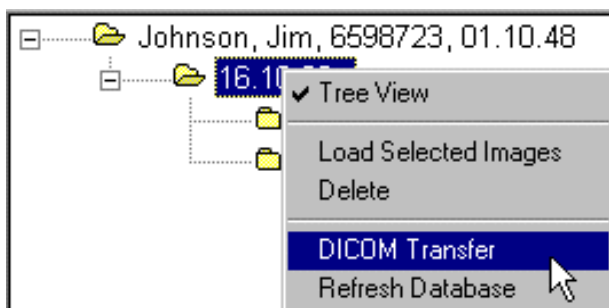 Johnson, Jim, 6598723, 01.10.48
Tree View
Load Selected Images
Delete
DICOM Transfer
Refresh Database